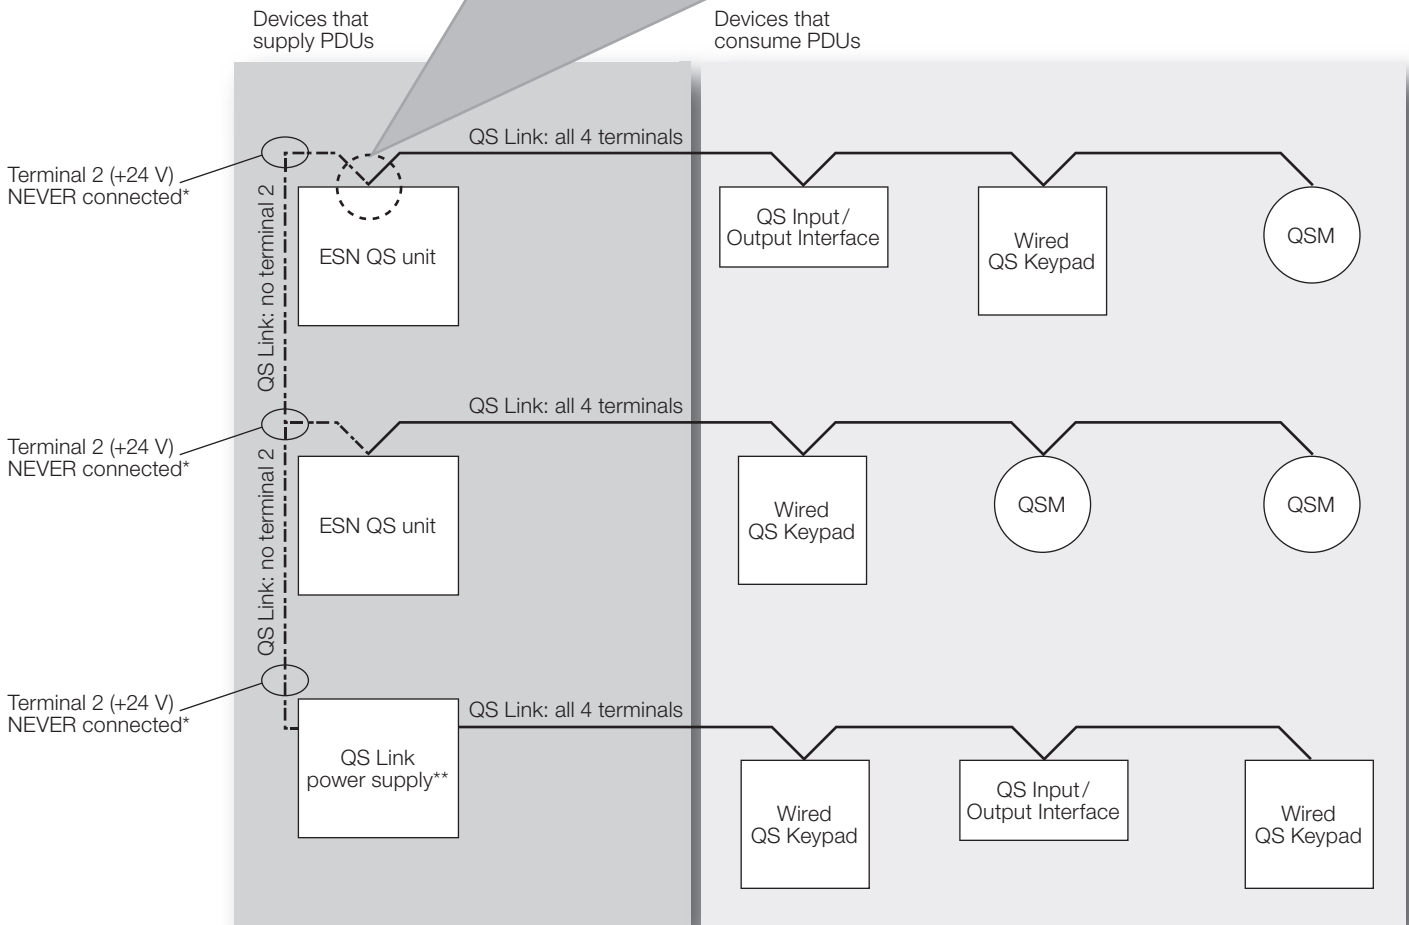 Devices that
supply PDUs
Devices that
consume PDUs
QS Link: all 4 terminals
Terminal 2 (+24 V)
NEVER connected*
QS Link: no terminal 2
ESN QS unit
QS Input/
Output Interface
Wired
QS Keypad
QSM
QS Link: all 4 terminals
Terminal 2 (+24 V)
NEVER connected*
QS Link: no terminal 2
ESN QS unit
Wired
QS Keypad
QSM
QSM
Terminal 2 (+24 V)
NEVER connected*
QS Link: all 4 terminals
QS Link
power supply**
Wired
QS Keypad
QS Input/
Output Interface
Wired
QS Keypad